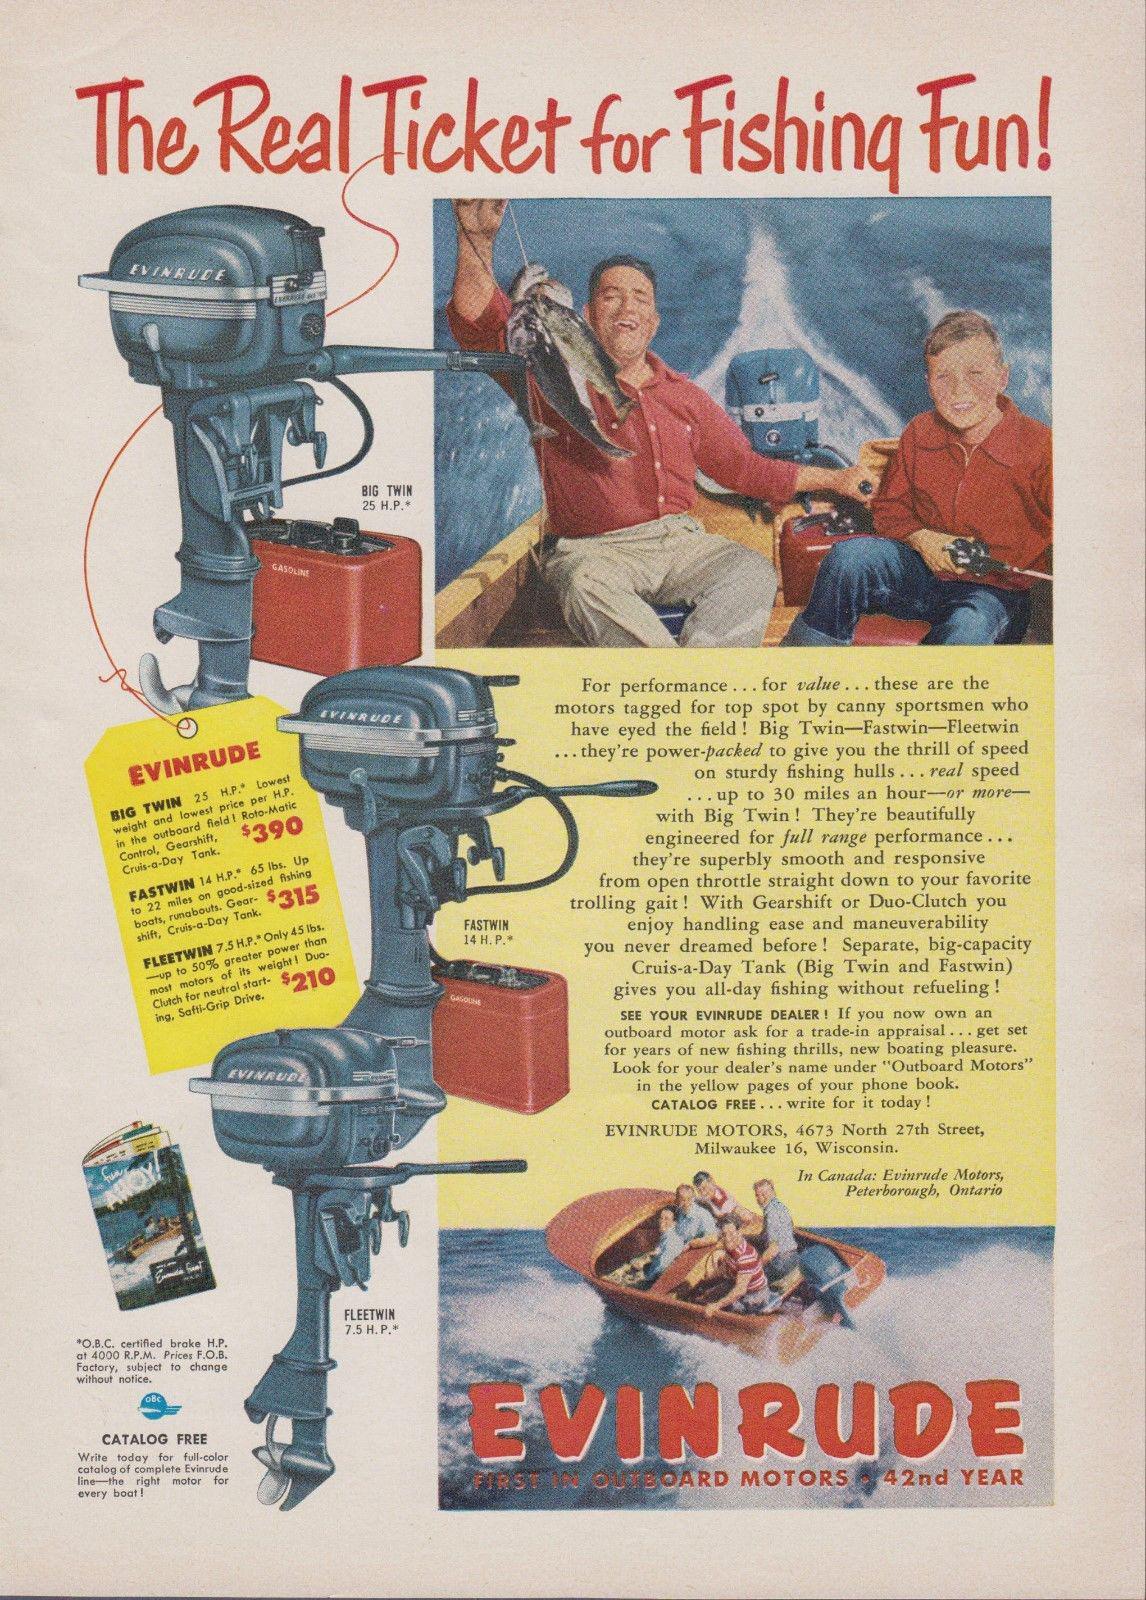 The Real Ticket for Fishing Fun!
EVINRUDE
BIG TWIN
25 H.P.*
GASOLINE
EVINRUDE
BIG TWIN 25 H.P.* Lowest
weight and lowest price per H.P.
in the outboard field! Roto-Matic
Control, Gearshift,
Cruis-a-Day Tank.
$390
FASTWIN 14 H.P.* 65 lbs. Up
to 22 miles on good-sized fishing
boats, runabouts. Gear-
shift, Cruis-a-Day Tank.
$315
FLEETWIN 7.5 H.P.* Only 45 lbs.
—up to 50% greater power than
most motors of its weight! Duo-
Clutch for neutral start-
ing, Safti-Grip Drive.
$210
EVINRUDE
FASTWIN
14 H.P.*
GASOLINE
EVINRUDE
FLEETWIN
7.5 H.P.*
For performance ... for value ... these are the
motors tagged for top spot by canny sportsmen who
have eyed the field! Big Twin—Fastwin—Fleetwin
... they're power-packed to give you the thrill of speed
on sturdy fishing hulls ... real speed
... up to 30 miles an hour—or more—
with Big Twin! They're beautifully
engineered for full range performance ...
they're superbly smooth and responsive
from open throttle straight down to your favorite
trolling gait! With Gearshift or Duo-Clutch you
enjoy handling ease and maneuverability
you never dreamed before! Separate, big-capacity
Cruis-a-Day Tank (Big Twin and Fastwin)
gives you all-day fishing without refueling!
SEE YOUR EVINRUDE DEALER! If you now own an
outboard motor ask for a trade-in appraisal ... get set
for years of new fishing thrills, new boating pleasure.
Look for your dealer's name under "Outboard Motors"
in the yellow pages of your phone book.
CATALOG FREE ... write for it today!
EVINRUDE MOTORS, 4673 North 27th Street,
Milwaukee 16, Wisconsin.
In Canada: Evinrude Motors,
Peterborough, Ontario
*O.B.C. certified brake H.P.
at 4000 R.P.M. Prices F.O.B.
Factory, subject to change
without notice.
OBC
CATALOG FREE
Write today for full-color
catalog of complete Evinrude
line—the right motor for
every boat!
EVINRUDE
FIRST IN OUTBOARD MOTORS • 42nd YEAR